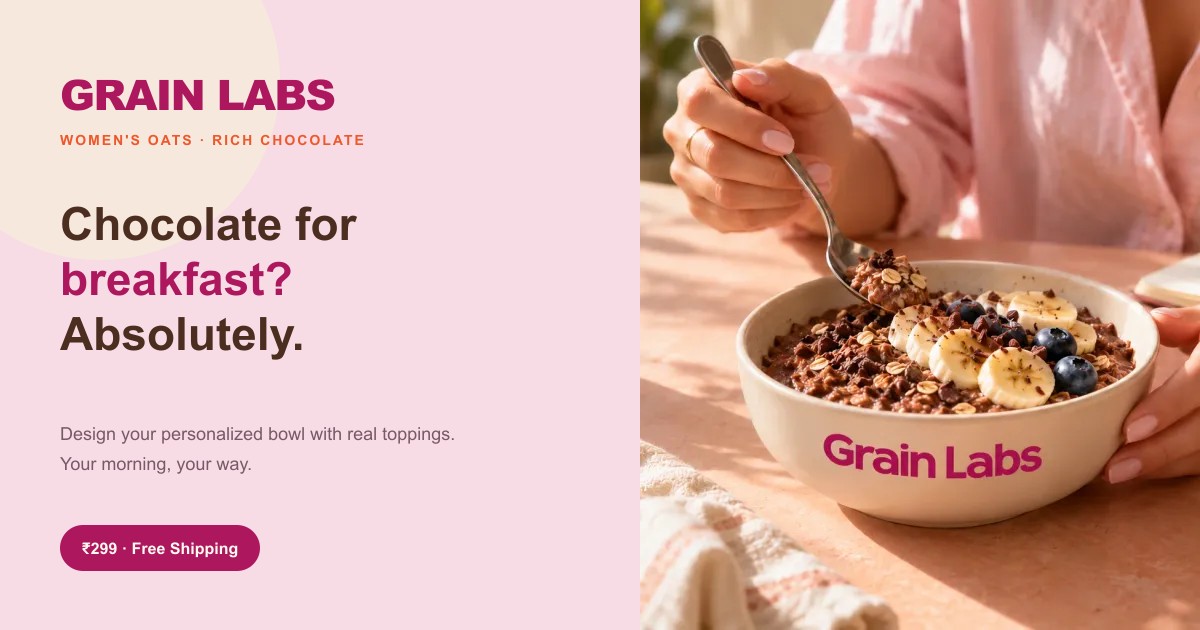 GRAIN LABS
WOMEN'S OATS · RICH CHOCOLATE
Chocolate for
breakfast?
Absolutely.
Design your personalized bowl with real toppings.
Your morning, your way.
₹299 · Free Shipping
Grain Labs